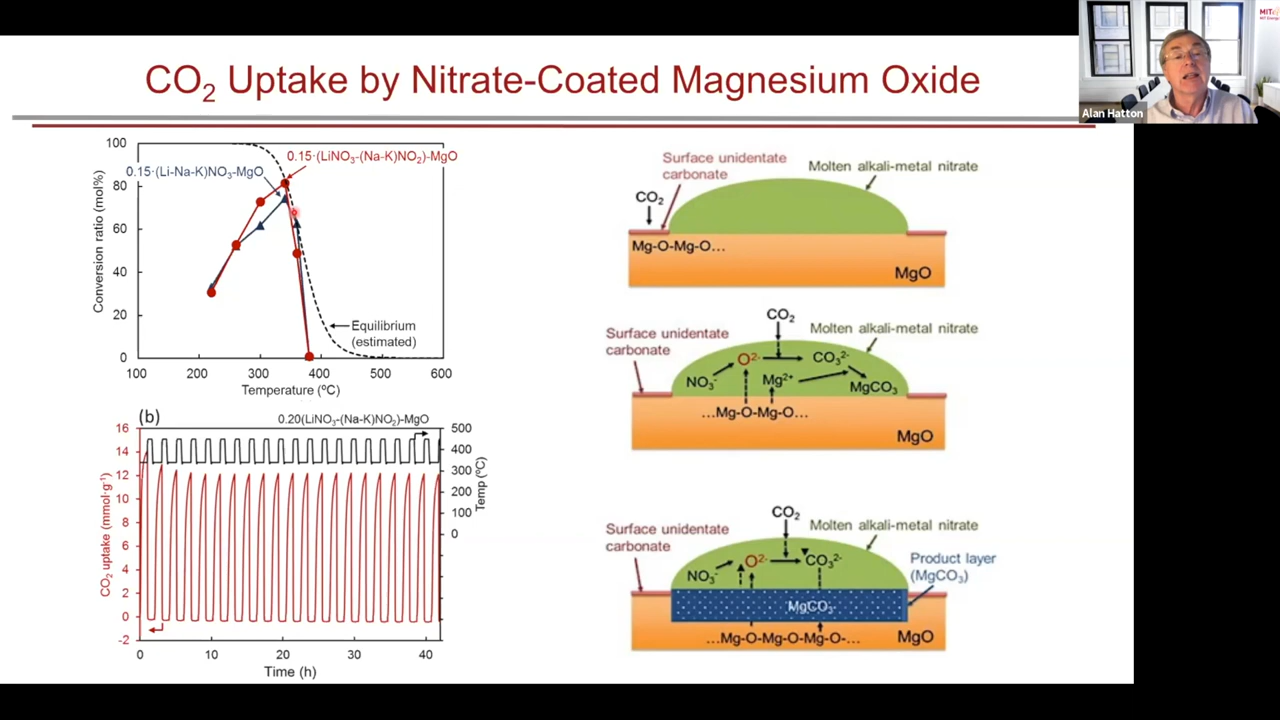 CO₂ Uptake by Nitrate-Coated Magnesium Oxide
MITei
MIT Energy
Alan Hatton
100
80
60
40
20
0
Conversion ratio (mol%)
0.15·(LiNO₃-(Na-K)NO₂)-MgO
0.15·(Li-Na-K)NO₃-MgO
Equilibrium
(estimated)
100
200
300
400
500
600
Temperature (ºC)
(b)
0.20(LiNO₃-(Na-K)NO₂)-MgO
16
14
12
10
8
6
4
2
0
-2
CO₂ uptake (mmol·g⁻¹)
500
400
300
200
100
0
Temp (ºC)
0
10
20
30
40
Time (h)
Surface unidentate
carbonate
Molten alkali-metal nitrate
CO₂
Mg-O-Mg-O...
MgO
CO₂
Surface unidentate
carbonate
Molten alkali-metal nitrate
O²⁻
CO₃²⁻
NO₃⁻
Mg²⁺
MgCO₃
...Mg-O-Mg-O...
MgO
CO₂
Surface unidentate
carbonate
Molten alkali-metal nitrate
O²⁻
CO₃²⁻
NO₃⁻
Product layer
(MgCO₃)
MgCO₃
...Mg-O-Mg-O-Mg-O-...
MgO